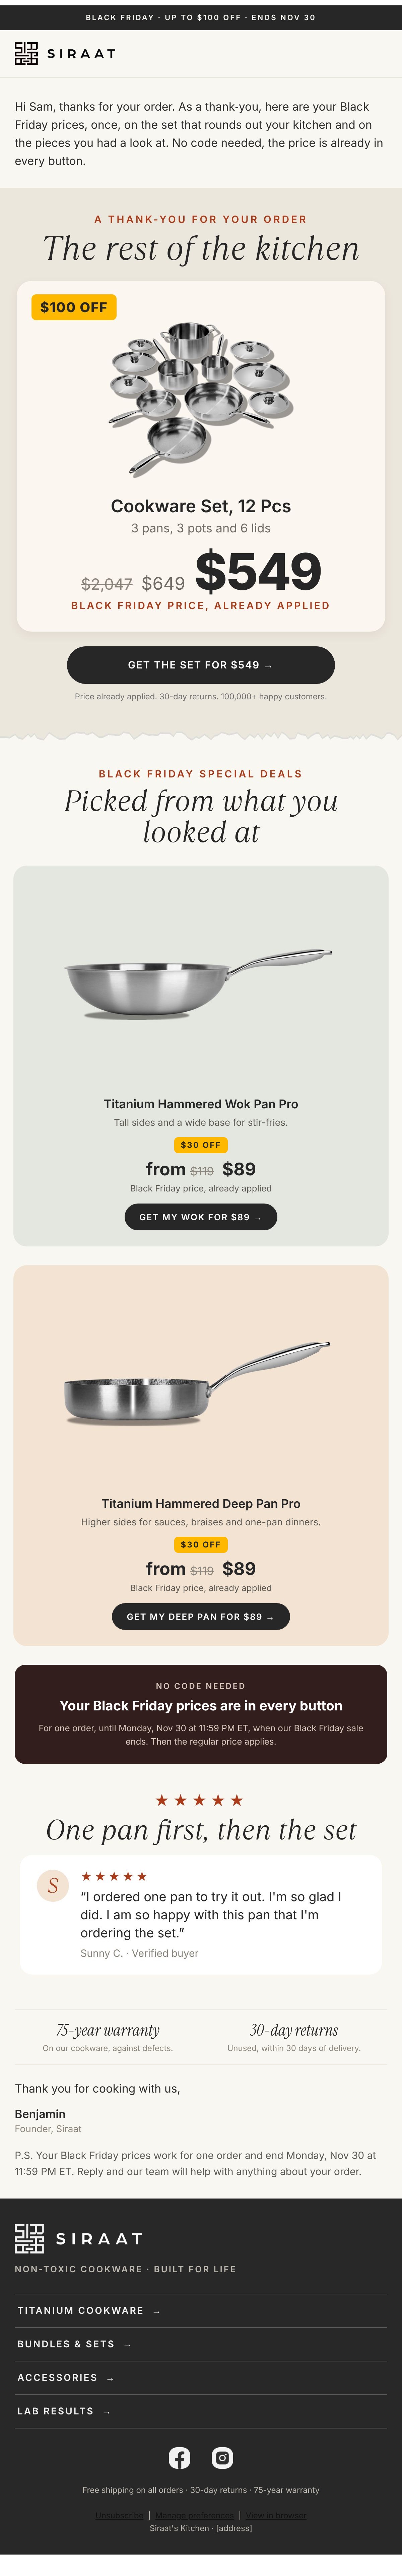 BLACK FRIDAY · UP TO $100 OFF · ENDS NOV 30
SIRAAT
Hi Sam, thanks for your order. As a thank-you, here are your Black
Friday prices, once, on the set that rounds out your kitchen and on
the pieces you had a look at. No code needed, the price is already in
every button.
A THANK-YOU FOR YOUR ORDER
The rest of the kitchen
$100 OFF
Cookware Set, 12 Pcs
3 pans, 3 pots and 6 lids
$2,047 $649 $549
BLACK FRIDAY PRICE, ALREADY APPLIED
GET THE SET FOR $549 →
Price already applied. 30-day returns. 100,000+ happy customers.
BLACK FRIDAY SPECIAL DEALS
Picked from what you
looked at
Titanium Hammered Wok Pan Pro
Tall sides and a wide base for stir-fries.
$30 OFF
from $119 $89
Black Friday price, already applied
GET MY WOK FOR $89 →
Titanium Hammered Deep Pan Pro
Higher sides for sauces, braises and one-pan dinners.
$30 OFF
from $119 $89
Black Friday price, already applied
GET MY DEEP PAN FOR $89 →
NO CODE NEEDED
Your Black Friday prices are in every button
For one order, until Monday, Nov 30 at 11:59 PM ET, when our Black Friday sale
ends. Then the regular price applies.
★★★★★
One pan first, then the set
S
★★★★★
“I ordered one pan to try it out. I'm so glad I
did. I am so happy with this pan that I'm
ordering the set.”
Sunny C. · Verified buyer
75-year warranty
On our cookware, against defects.
30-day returns
Unused, within 30 days of delivery.
Thank you for cooking with us,
Benjamin
Founder, Siraat
P.S. Your Black Friday prices work for one order and end Monday, Nov 30 at
11:59 PM ET. Reply and our team will help with anything about your order.
SIRAAT
NON-TOXIC COOKWARE · BUILT FOR LIFE
TITANIUM COOKWARE →
BUNDLES & SETS →
ACCESSORIES →
LAB RESULTS →
Free shipping on all orders · 30-day returns · 75-year warranty
Unsubscribe | Manage preferences | View in browser
Siraat's Kitchen · [address]